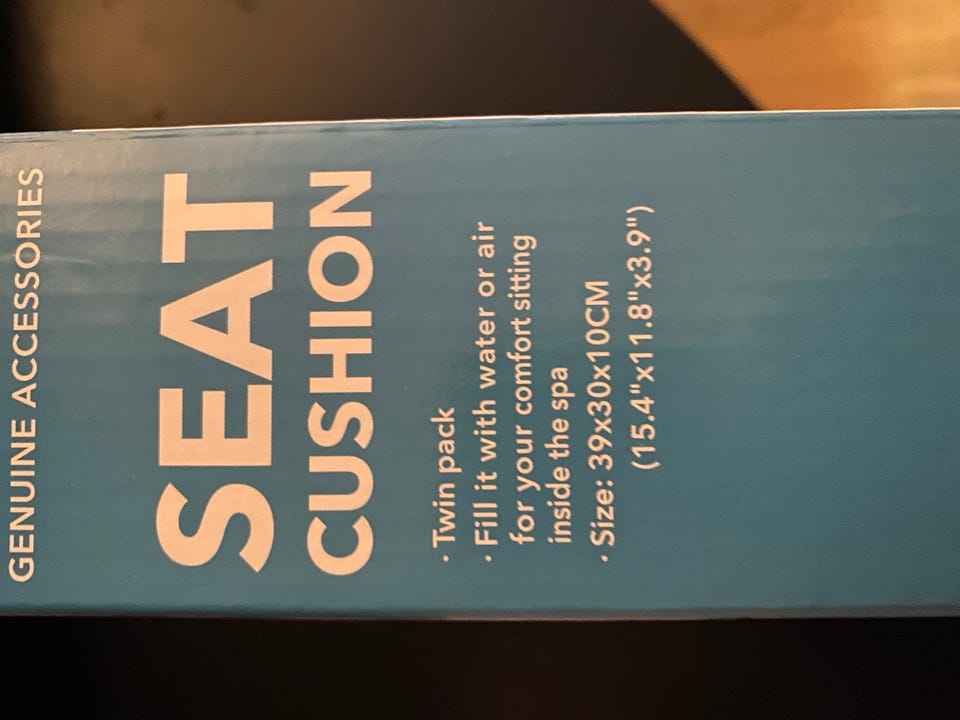 GENUINE ACCESSORIES
SEAT
CUSHION
· Twin pack
· Fill it with water or air
for your comfort sitting
inside the spa
· Size: 39x30x10CM
(15.4"x11.8"x3.9")